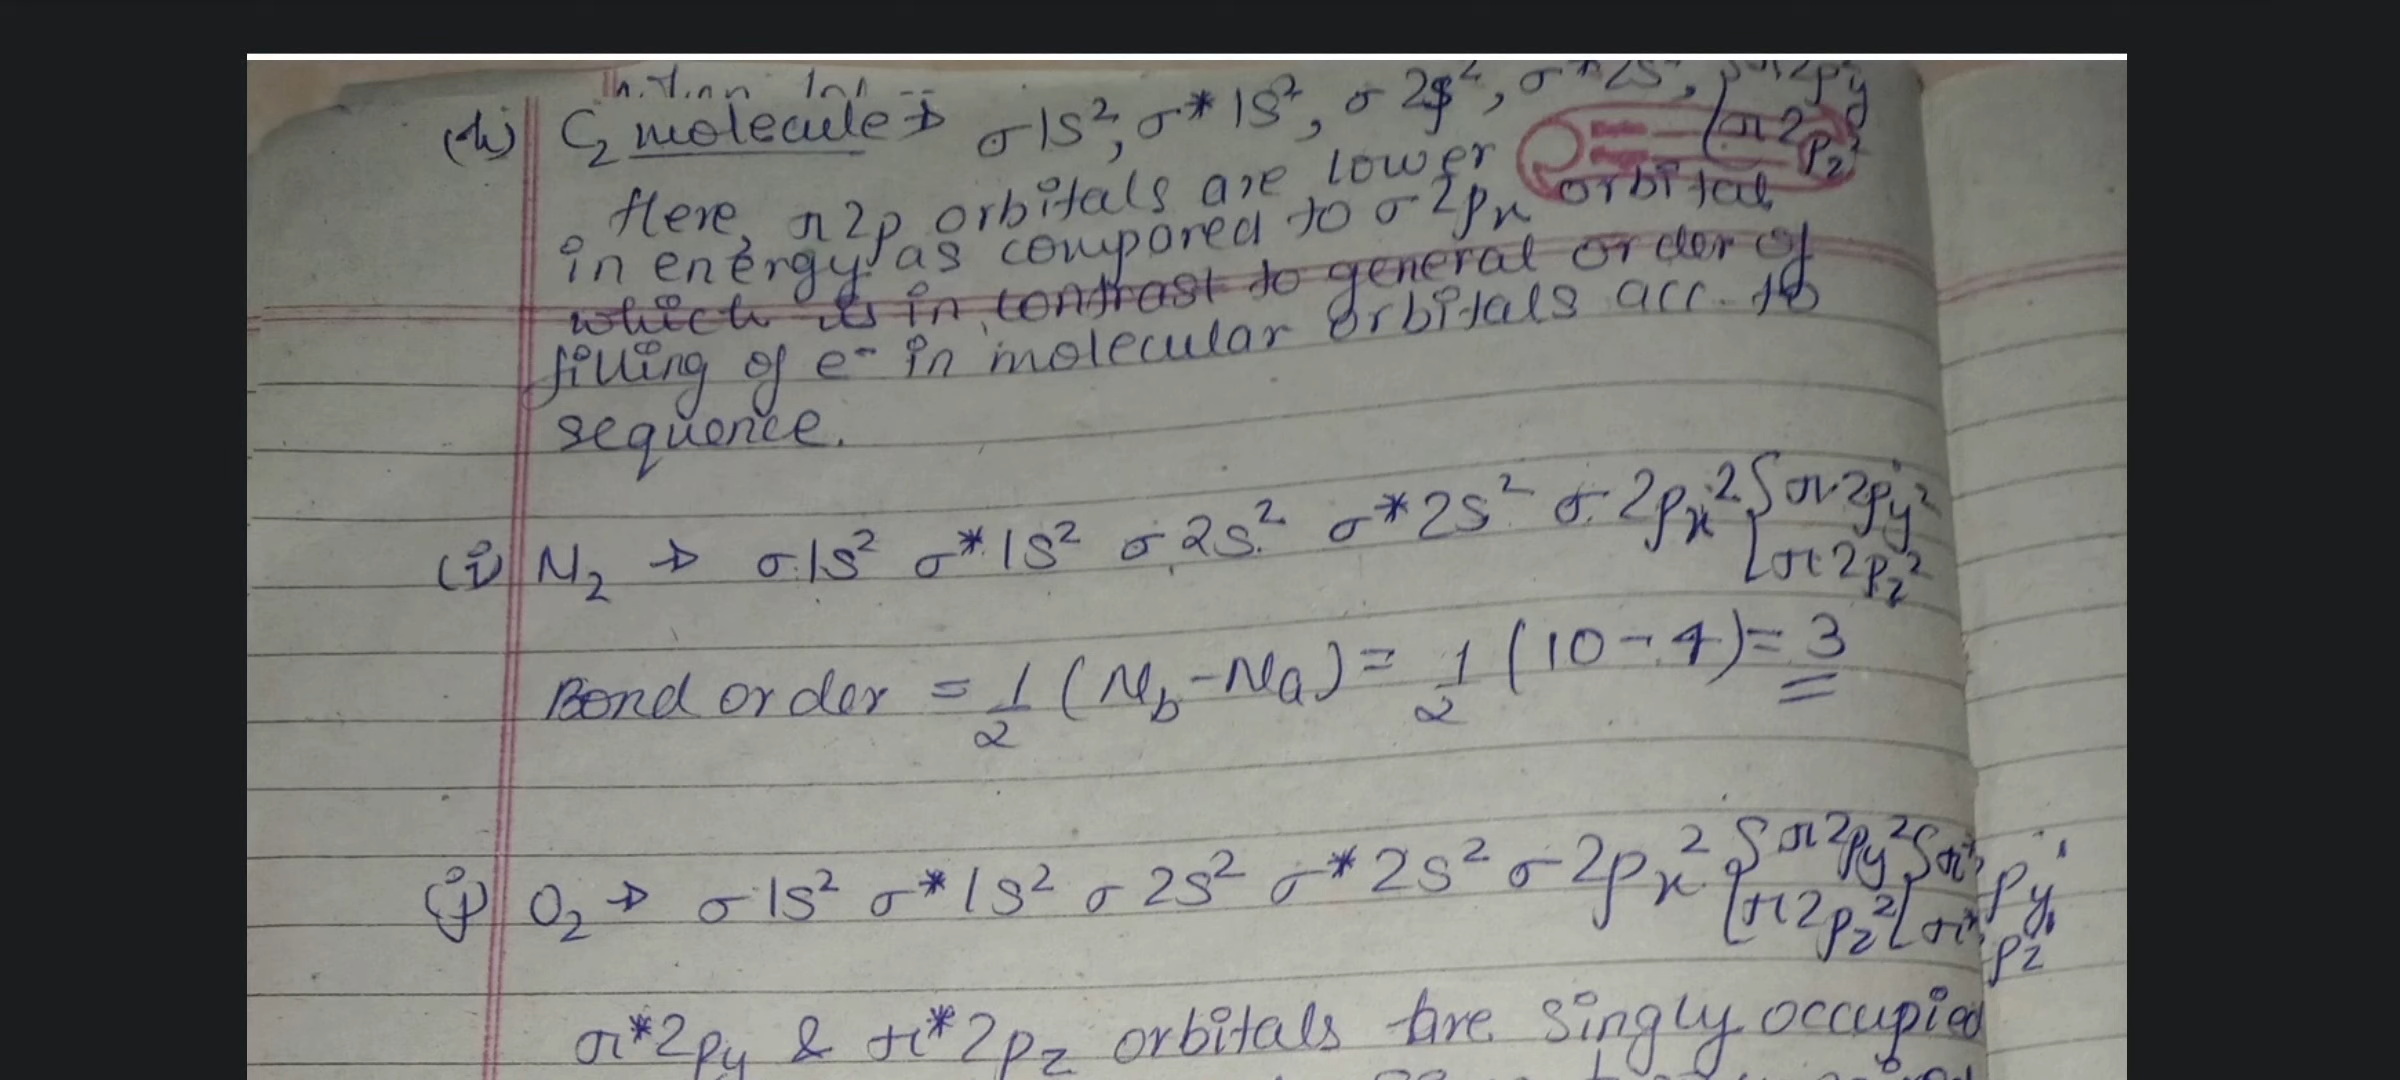 (h) C₂ molecule → σ1s², σ*1s², σ2s², σ*2s², [π2py²
[π2pz²
Here, π2p orbitals are lower
in energy as compared to σ2px orbital
which is in contrast to general order of
filling of e⁻ in molecular orbitals acc. to
sequence.
(i) N₂ → σ1s² σ*1s² σ2s² σ*2s² σ2px² [π2py²
[π2pz²
Bond order = 1/2 (Nb - Na) = 1/2 (10 - 4) = 3
(j) O₂ → σ1s² σ*1s² σ2s² σ*2s² σ2px² [π2py² [π* py¹
[π2pz² [π* pz¹
π*2py & π*2pz orbitals are singly occupied